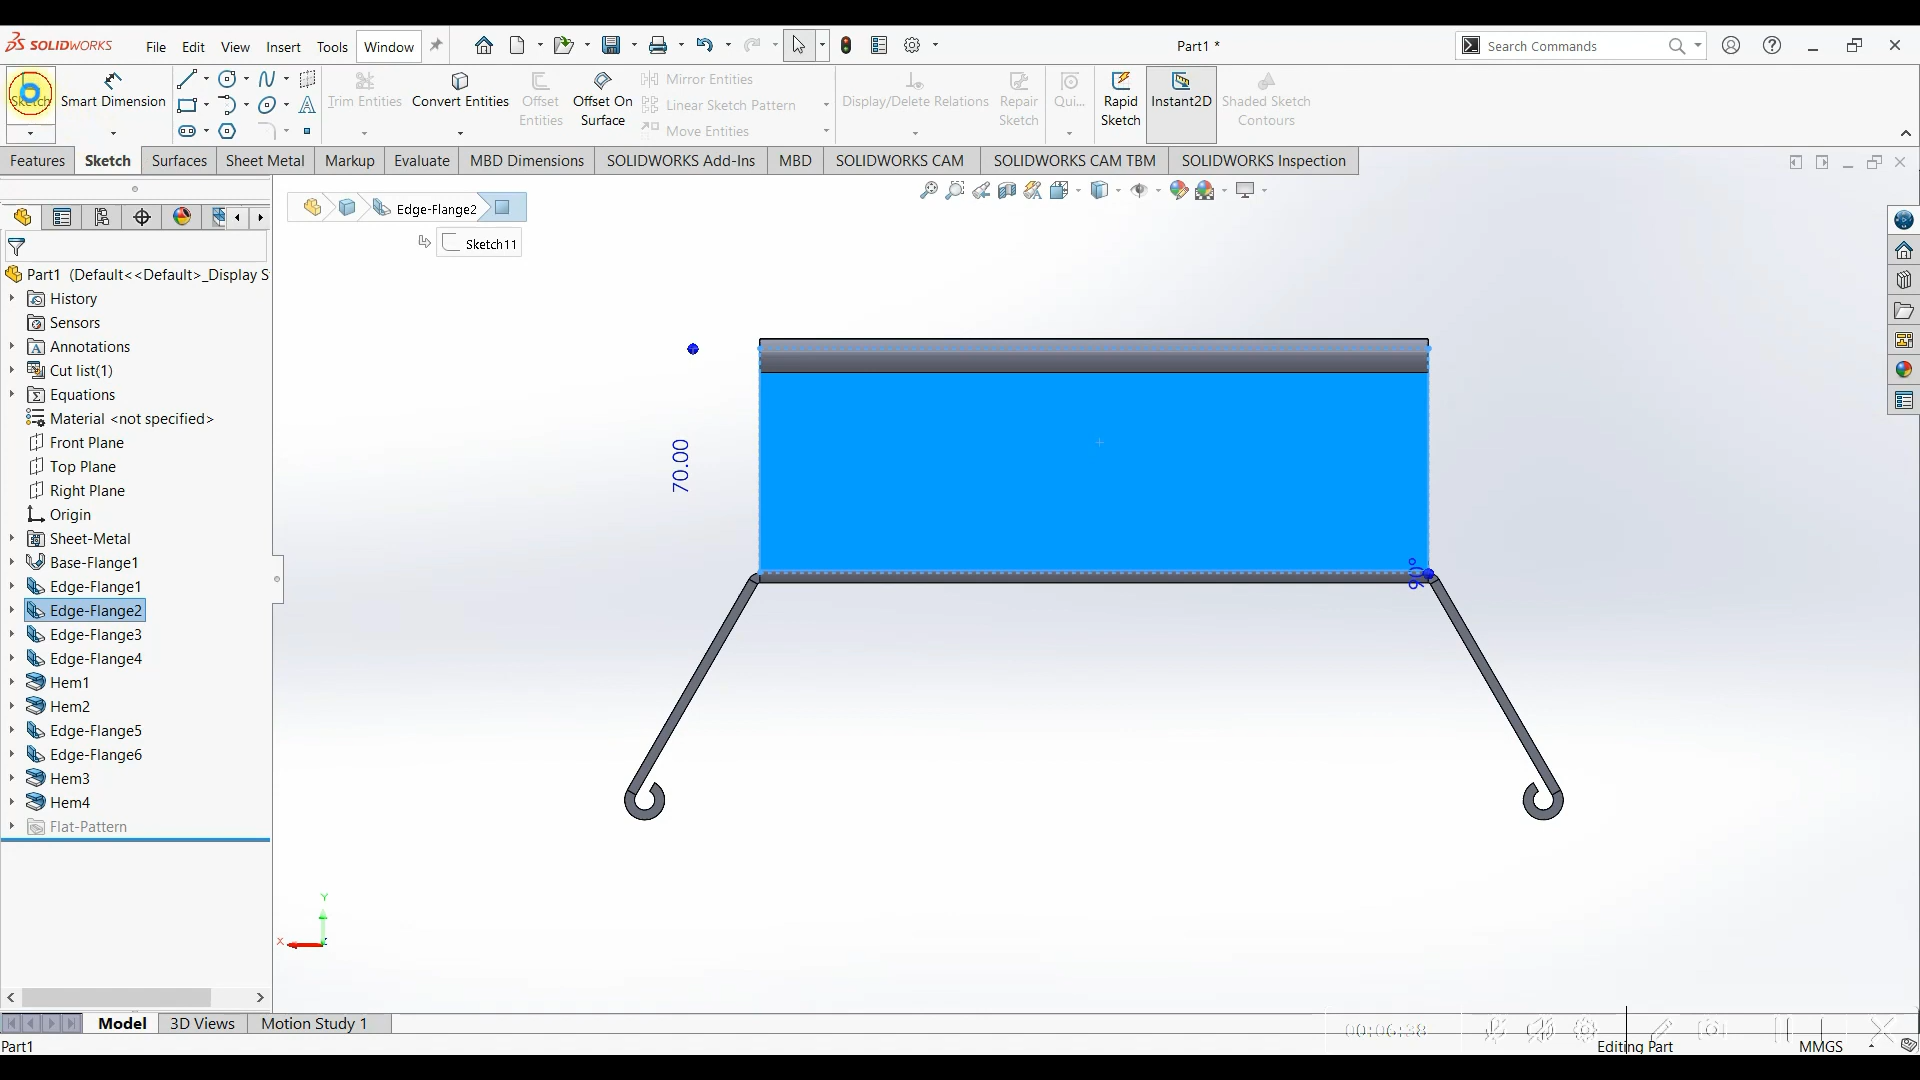 SOLIDWORKS File Edit View Insert Tools Window Part1 * Search Commands
Sketch Smart Dimension Trim Entities Convert Entities Offset Entities Offset On Surface Mirror Entities Linear Sketch Pattern Move Entities Display/Delete Relations Repair Sketch Qui... Rapid Sketch Instant2D Shaded Sketch Contours
Features Sketch Surfaces Sheet Metal Markup Evaluate MBD Dimensions SOLIDWORKS Add-Ins MBD SOLIDWORKS CAM SOLIDWORKS CAM TBM SOLIDWORKS Inspection
Edge-Flange2
Sketch11
Part1 (Default<<Default>_Display S
History
Sensors
Annotations
Cut list(1)
Equations
Material <not specified>
Front Plane
Top Plane
Right Plane
Origin
Sheet-Metal
Base-Flange1
Edge-Flange1
Edge-Flange2
Edge-Flange3
Edge-Flange4
Hem1
Hem2
Edge-Flange5
Edge-Flange6
Hem3
Hem4
Flat-Pattern
70.00
90°
Y
X
Model 3D Views Motion Study 1
00:06:38
Part1 Editing Part MMGS